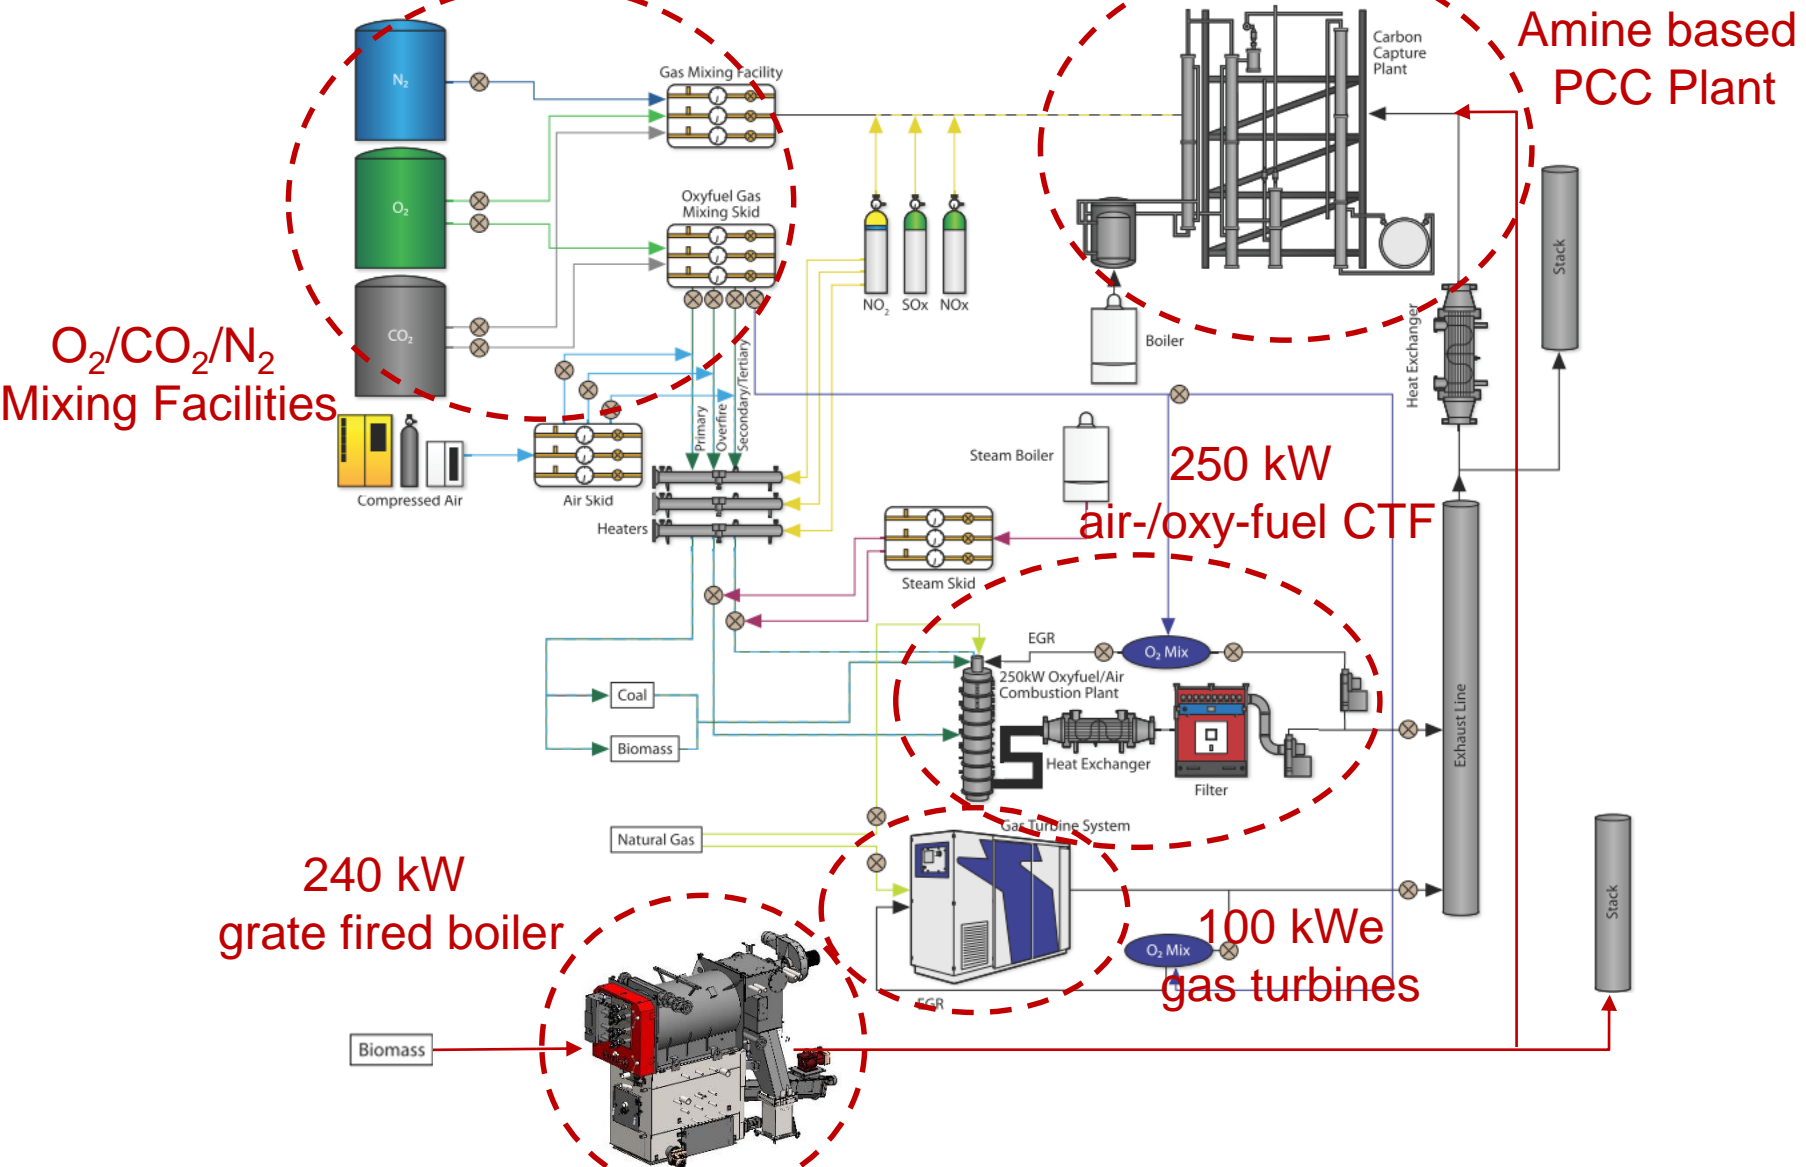 Amine based
PCC Plant
Carbon
Capture
Plant
N₂
Gas Mixing Facility
O₂
Oxyfuel Gas
Mixing Skid
CO₂
NO₂
SOx
NOx
Boiler
Stack
Heat Exchanger
O₂/CO₂/N₂
Mixing Facilities
Primary
Overfire
Secondary/Tertiary
Compressed Air
Air Skid
Heaters
Steam Boiler
Steam Skid
250 kW
air-/oxy-fuel CTF
EGR
O₂ Mix
250kW Oxyfuel/Air
Combustion Plant
Coal
Biomass
Heat Exchanger
Filter
Exhaust Line
Natural Gas
Gas Turbine System
240 kW
grate fired boiler
100 kWe
gas turbines
O₂ Mix
EGR
Stack
Biomass